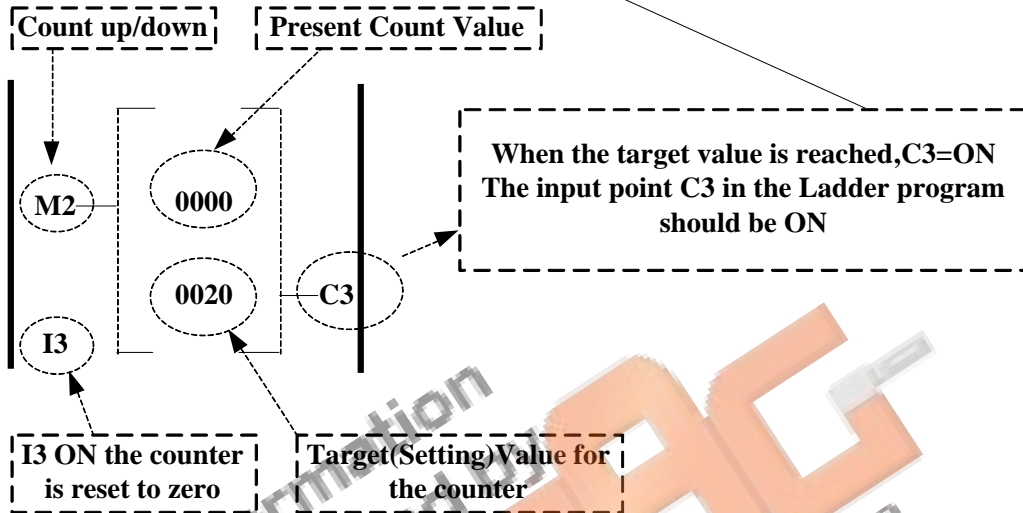 Count up/down
Present Count Value
When the target value is reached,C3=ON
The input point C3 in the Ladder program
should be ON
M2
0000
0020
C3
I3
I3 ON the counter
is reset to zero
Target(Setting)Value for
the counter